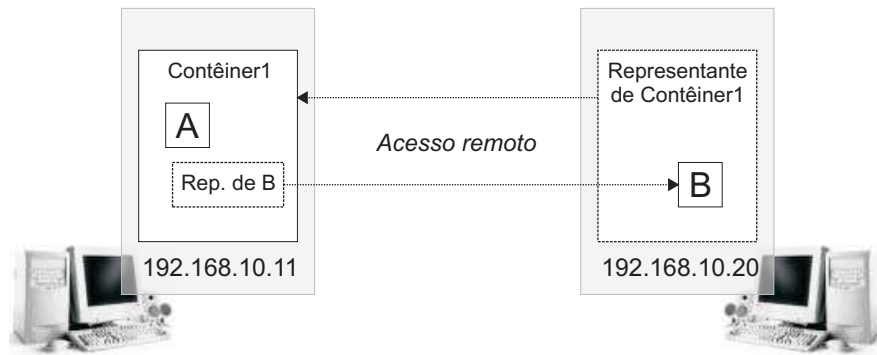 Contêiner1
A
Rep. de B
192.168.10.11
Acesso remoto
Representante
de Contêiner1
B
192.168.10.20